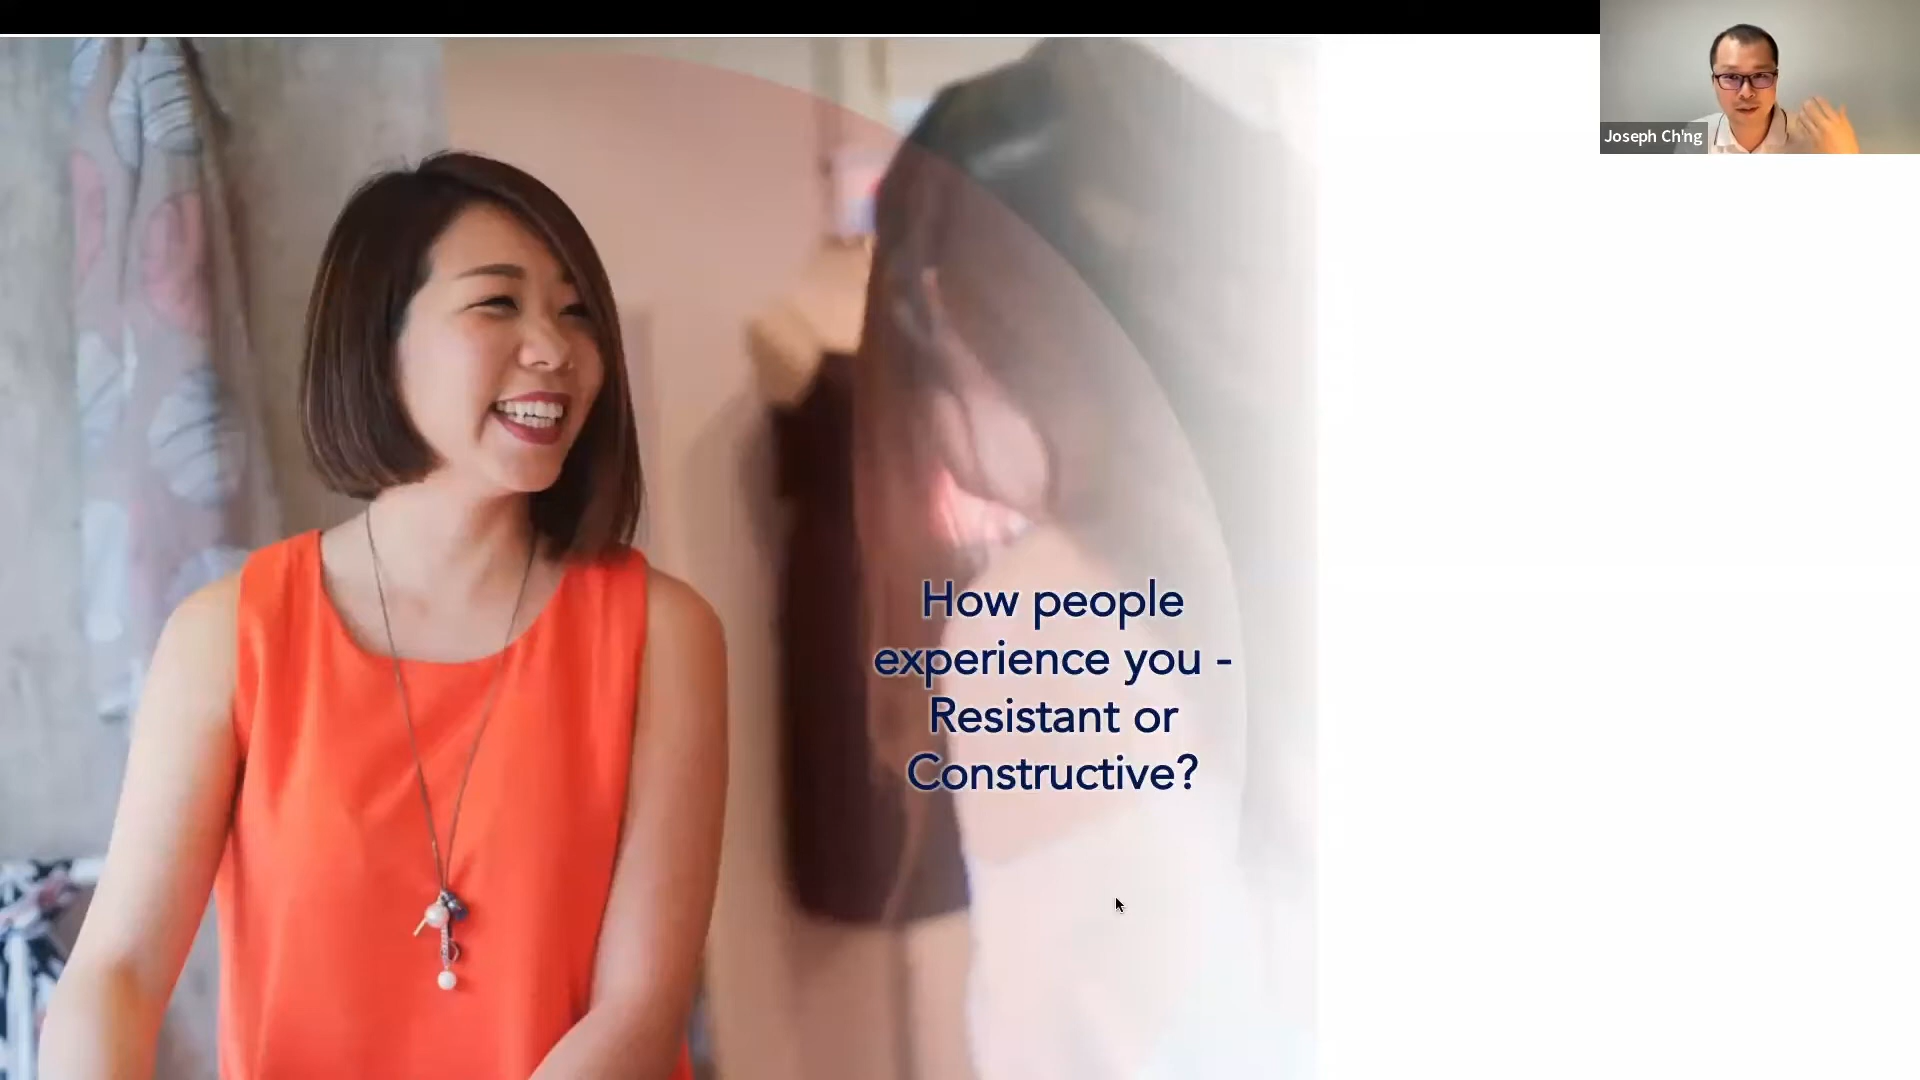 Joseph Ch'ng
How people
experience you -
Resistant or
Constructive?